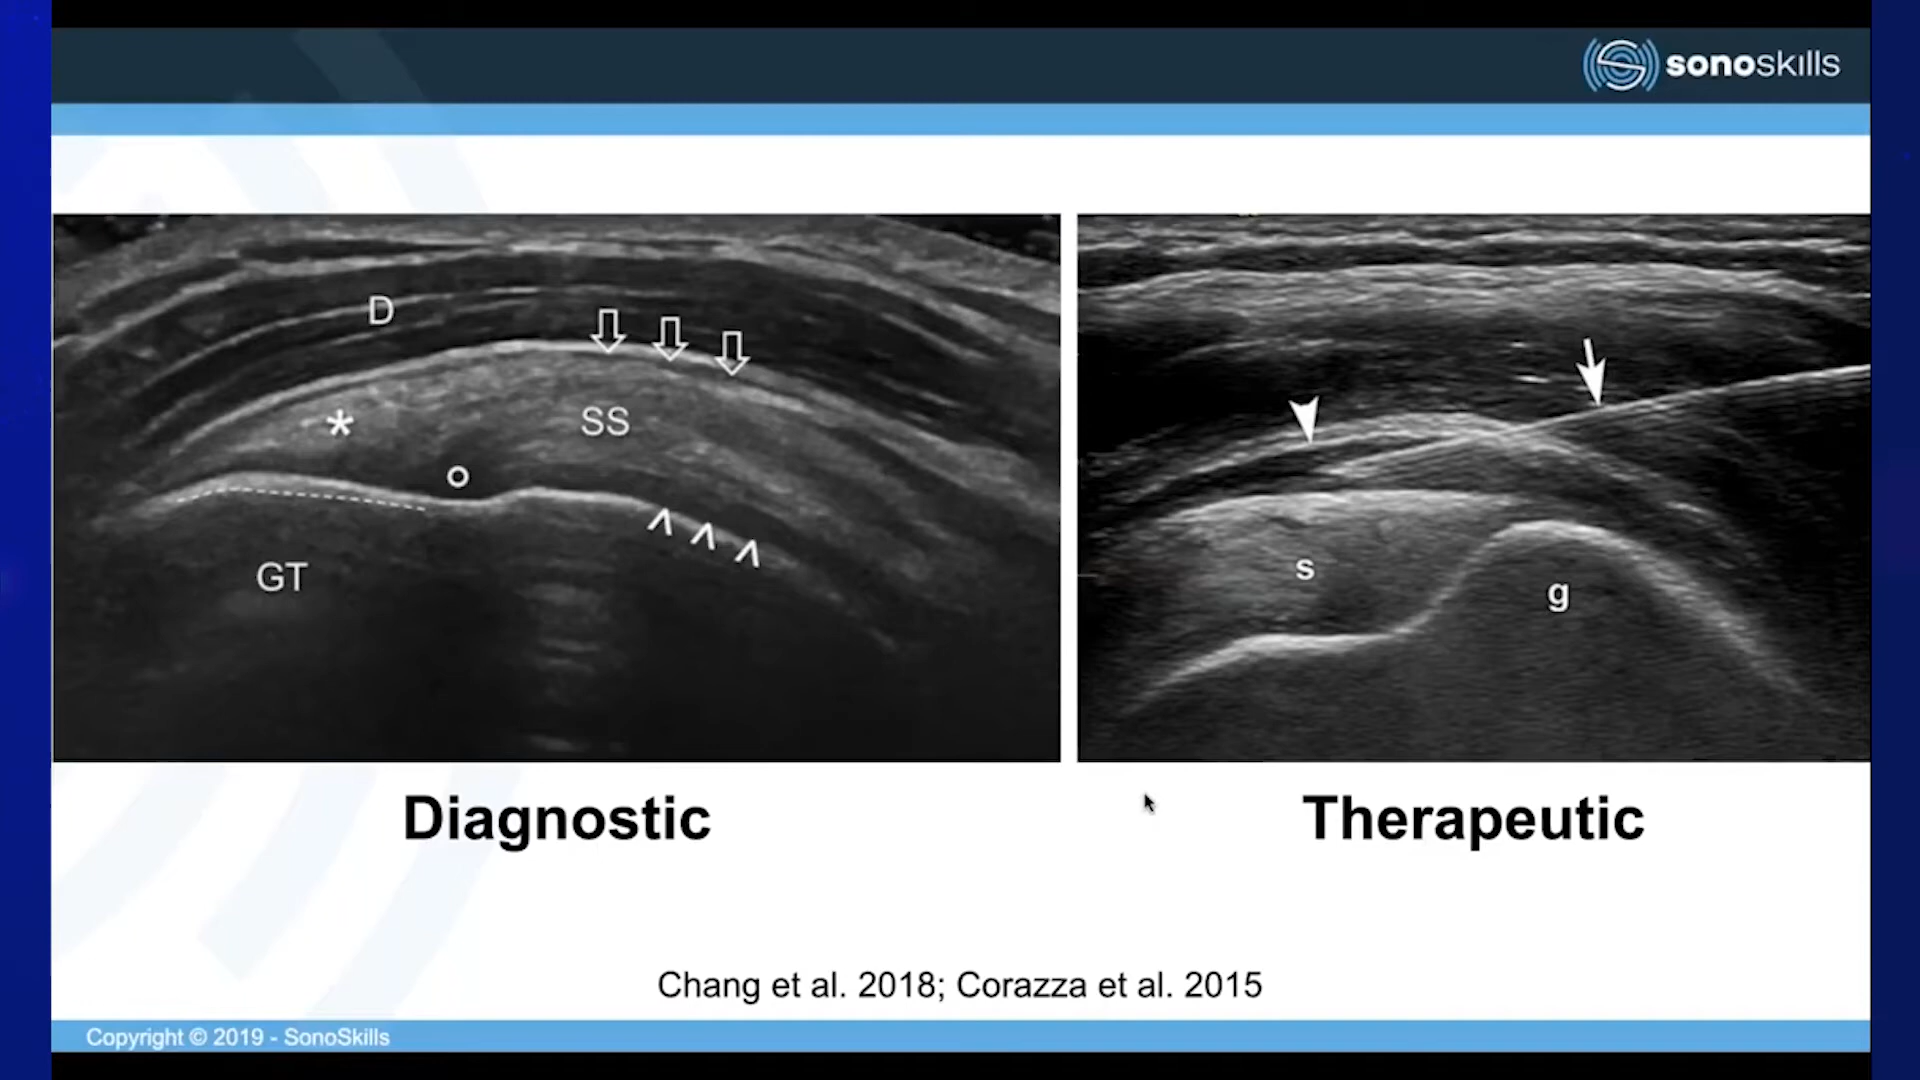 sonoskills
D
*
SS
o
GT
s
g
Diagnostic
Therapeutic
Chang et al. 2018; Corazza et al. 2015
Copyright © 2019 - SonoSkills